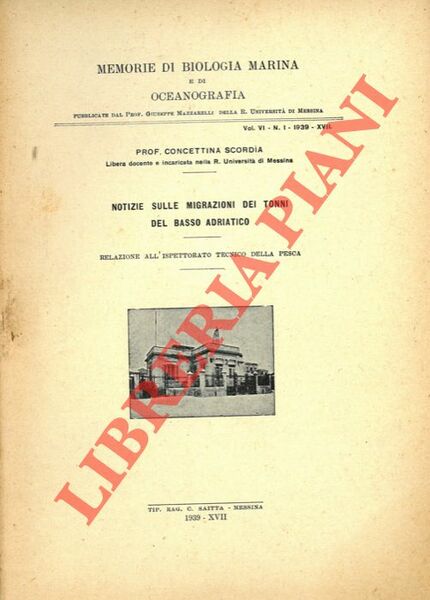 MEMORIE DI BIOLOGIA MARINA
E DI
OCEANOGRAFIA
PUBBLICATE DAL PROF. GIUSEPPE MAZZARELLI DELLA R. UNIVERSITÀ DI MESSINA
Vol. VI - N. I - 1939 - XVII.
PROF. CONCETTINA SCORDÌA
Libera docente e incaricata nella R. Università di Messina
NOTIZIE SULLE MIGRAZIONI DEI TONNI
DEL BASSO ADRIATICO
RELAZIONE ALL'ISPETTORATO TECNICO DELLA PESCA
TIP. RAG. C. SAITTA - MESSINA
1939 - XVII
LIBRERIA PIANI